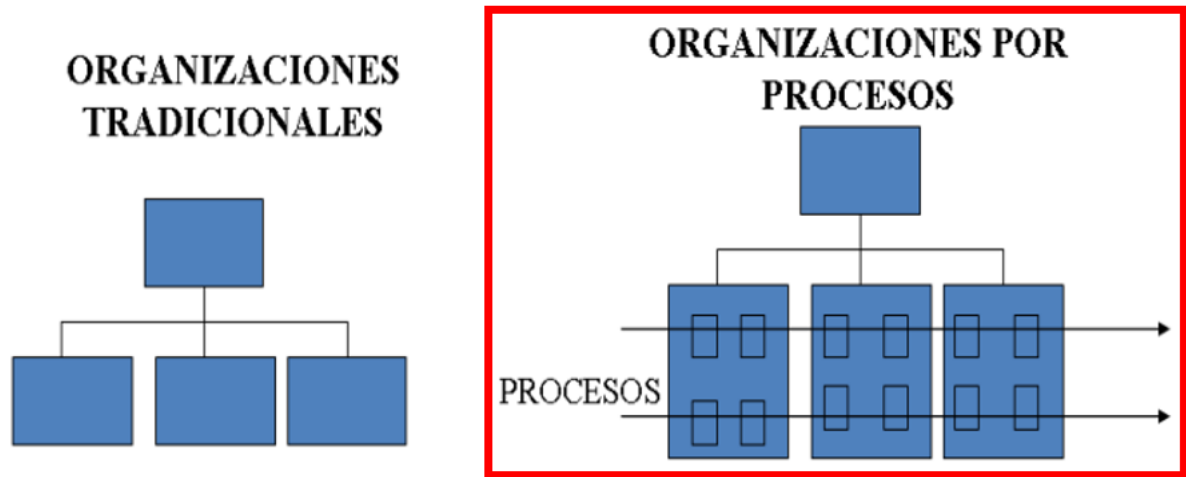 ORGANIZACIONES
TRADICIONALES
ORGANIZACIONES POR
PROCESOS
PROCESOS